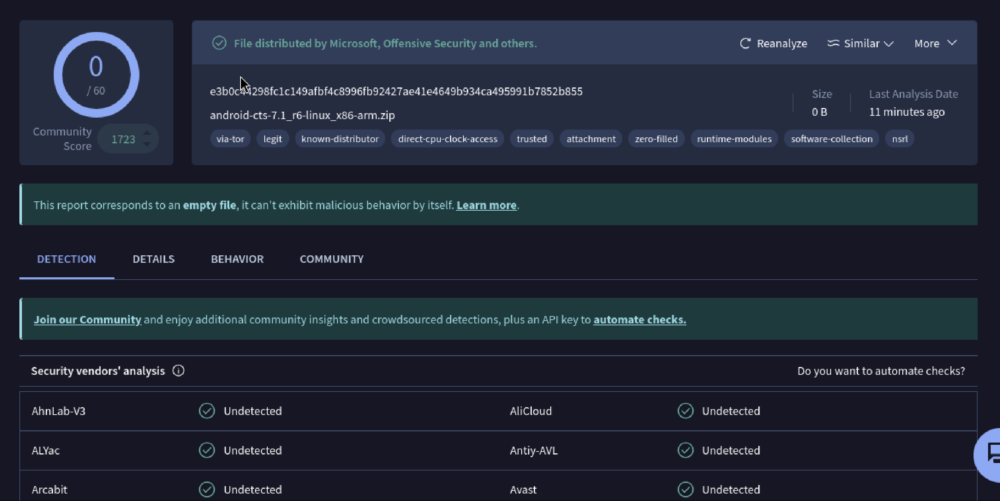 0
/ 60
Community
Score
1723
File distributed by Microsoft, Offensive Security and others.
Reanalyze
Similar
More
e3b0c44298fc1c149afbf4c8996fb92427ae41e4649b934ca495991b7852b855
android-cts-7.1_r6-linux_x86-arm.zip
Size
0 B
Last Analysis Date
11 minutes ago
via-tor legit known-distributor direct-cpu-clock-access trusted attachment zero-filled runtime-modules software-collection nsrl
This report corresponds to an empty file, it can't exhibit malicious behavior by itself. Learn more.
DETECTION DETAILS BEHAVIOR COMMUNITY
Join our Community and enjoy additional community insights and crowdsourced detections, plus an API key to automate checks.
Security vendors' analysis
Do you want to automate checks?
AhnLab-V3 Undetected AliCloud Undetected
ALYac Undetected Antiy-AVL Undetected
Arcabit Undetected Avast Undetected